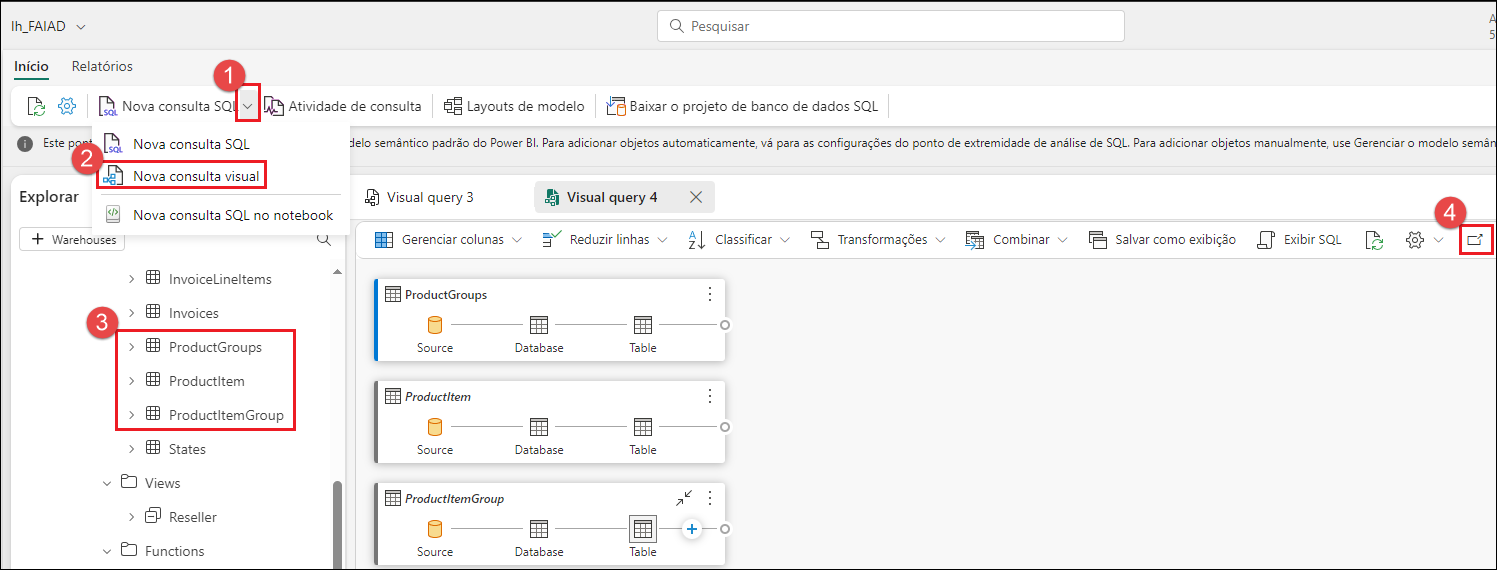 lh_FAIAD
Pesquisar
A
5
Início Relatórios
1
Nova consulta SQL Atividade de consulta Layouts de modelo Baixar o projeto de banco de dados SQL
Nova consulta SQL
2
Nova consulta visual
Nova consulta SQL no notebook
Este pont
delo semântico padrão do Power BI. Para adicionar objetos automaticamente, vá para as configurações do ponto de extremidade de análise de SQL. Para adicionar objetos manualmente, use Gerenciar o modelo semân
Explorar
Warehouses
Visual query 3 Visual query 4
4
Gerenciar colunas Reduzir linhas Classificar Transformações Combinar Salvar como exibição Exibir SQL
InvoiceLineItems
Invoices
3
ProductGroups
ProductItem
ProductItemGroup
States
Views
Reseller
Functions
ProductGroups
Source Database Table
ProductItem
Source Database Table
ProductItemGroup
Source Database Table